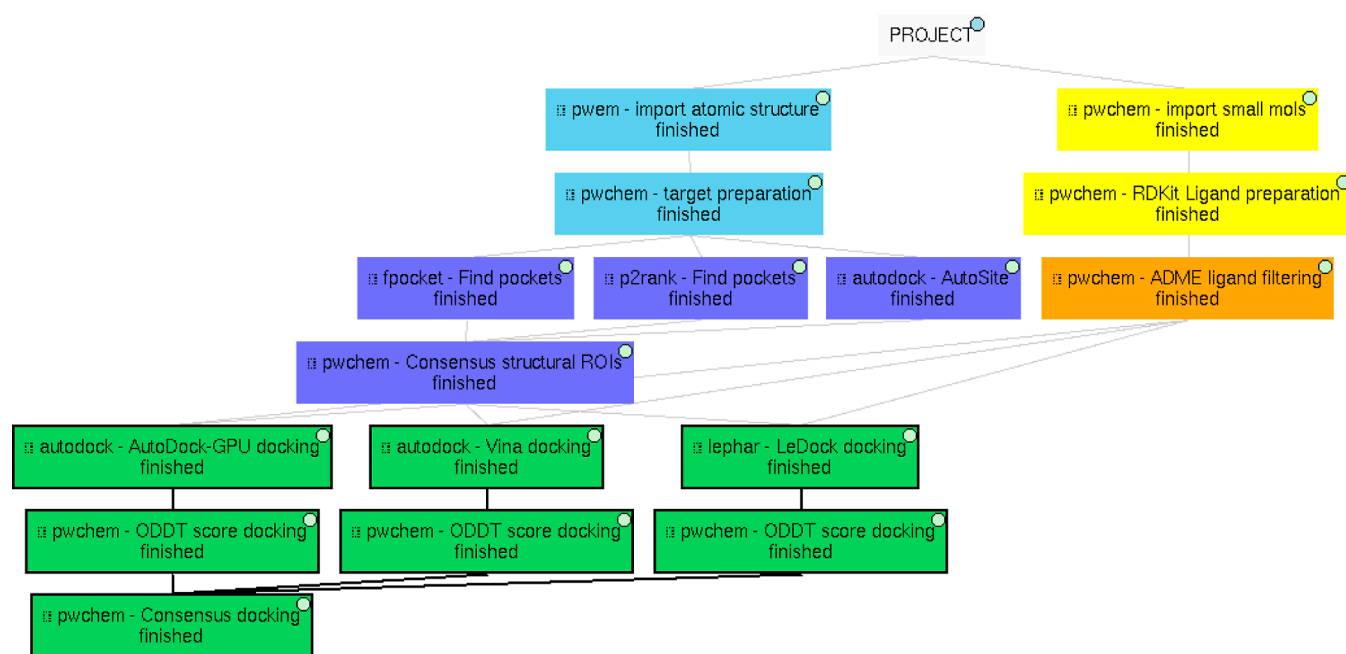 PROJECT
pwem - import atomic structure
finished
pwchem - import small mols
finished
pwchem - target preparation
finished
pwchem - RDKit Ligand preparation
finished
fpocket - Find pockets
finished
p2rank - Find pockets
finished
autodock - AutoSite
finished
pwchem - ADME ligand filtering
finished
pwchem - Consensus structural ROIs
finished
autodock - AutoDock-GPU docking
finished
autodock - Vina docking
finished
lephar - LeDock docking
finished
pwchem - ODDT score docking
finished
pwchem - ODDT score docking
finished
pwchem - ODDT score docking
finished
pwchem - Consensus docking
finished